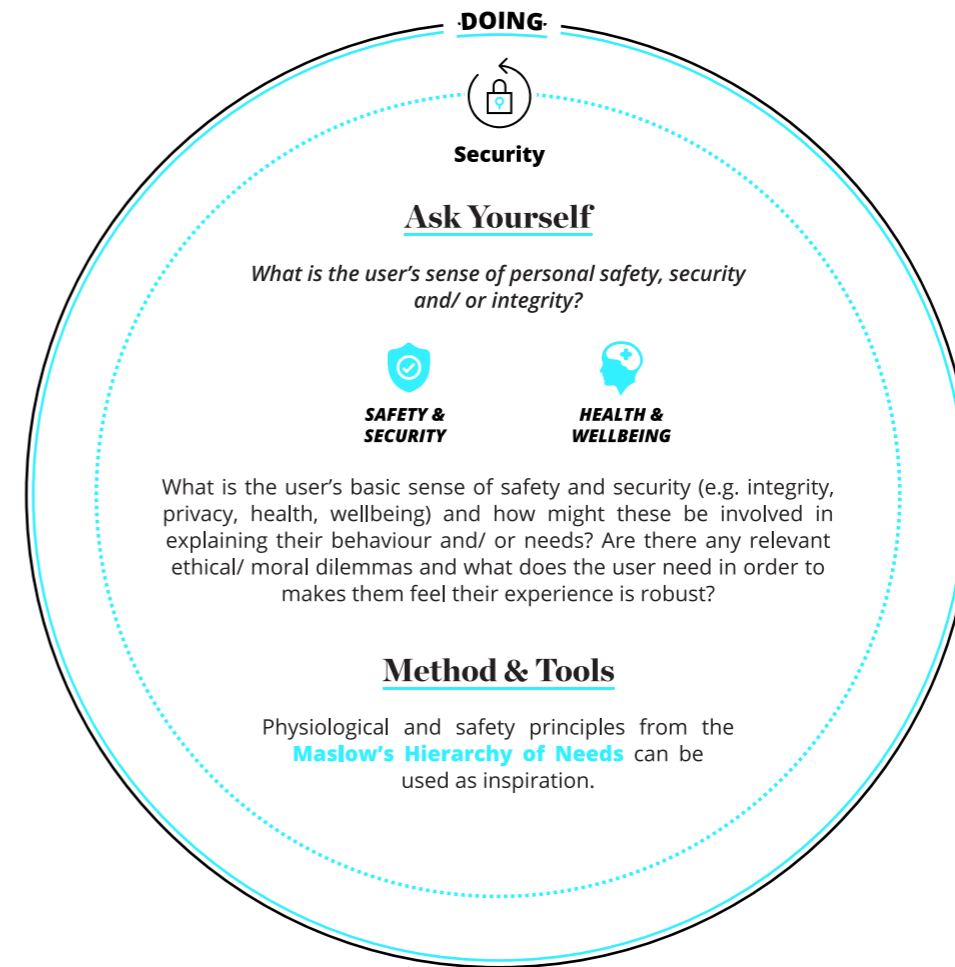 DOING
Security
Ask Yourself
What is the user’s sense of personal safety, security
and/ or integrity?
SAFETY &
SECURITY
HEALTH &
WELLBEING
What is the user’s basic sense of safety and security (e.g. integrity,
privacy, health, wellbeing) and how might these be involved in
explaining their behaviour and/ or needs? Are there any relevant
ethical/ moral dilemmas and what does the user need in order to
makes them feel their experience is robust?
Method & Tools
Physiological and safety principles from the
Maslow’s Hierarchy of Needs can be
used as inspiration.